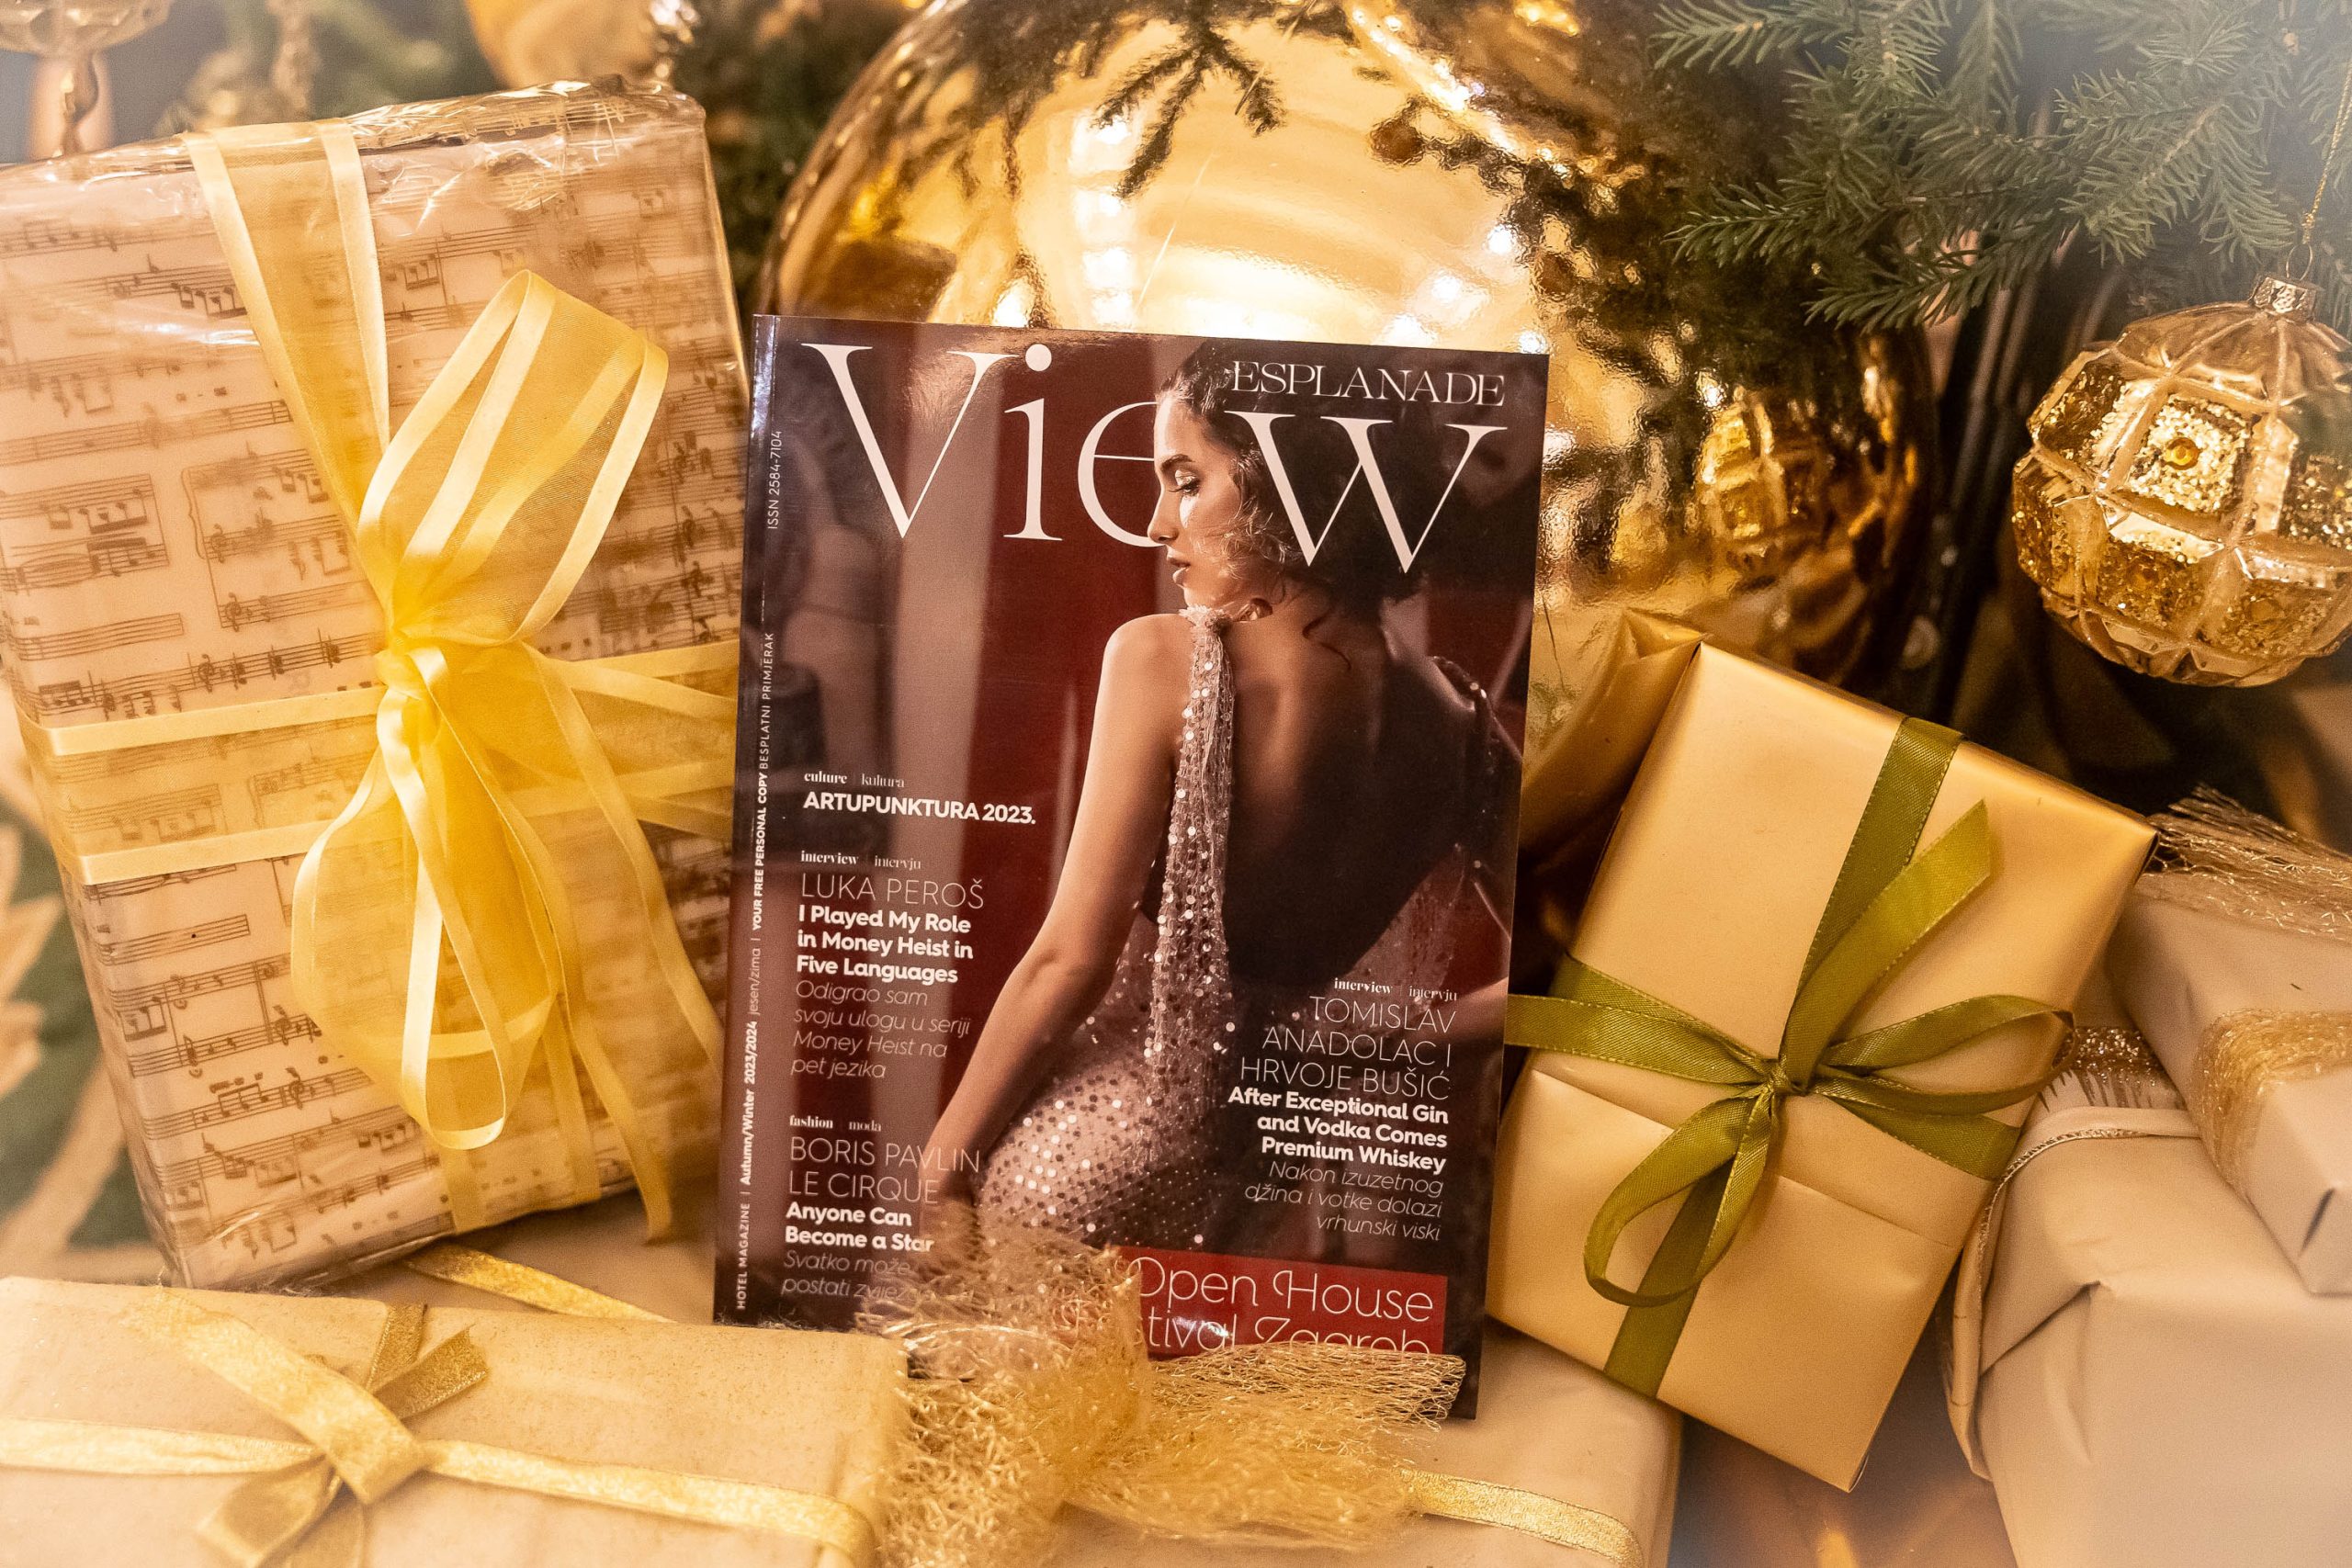 View
ESPLANADE
ISSN 2584-7104
HOTEL MAGAZINE | Autumn/Winter 2023/2024 jesen/zima | YOUR FREE PERSONAL COPY BESPLATNI PRIMJERAK
culture | kultura
ARTUPUNKTURA 2023.
interview | intervju
LUKA PEROŠ
I Played My Role
in Money Heist in
Five Languages
Odigrao sam
svoju ulogu u seriji
Money Heist na
pet jezika
fashion moda
BORIS PAVLIN,
LE CIRQUE
Anyone Can
Become a Star
Svatko može
postati
interview | intervju
TOMISLAV
ANADOLAC I
HRVOJE BUŠIĆ
After Exceptional Gin
and Vodka Comes
Premium Whiskey
Nakon izuzetnog
džina i votke dolazi
vrhunski viski
Open House
tival Zagreb